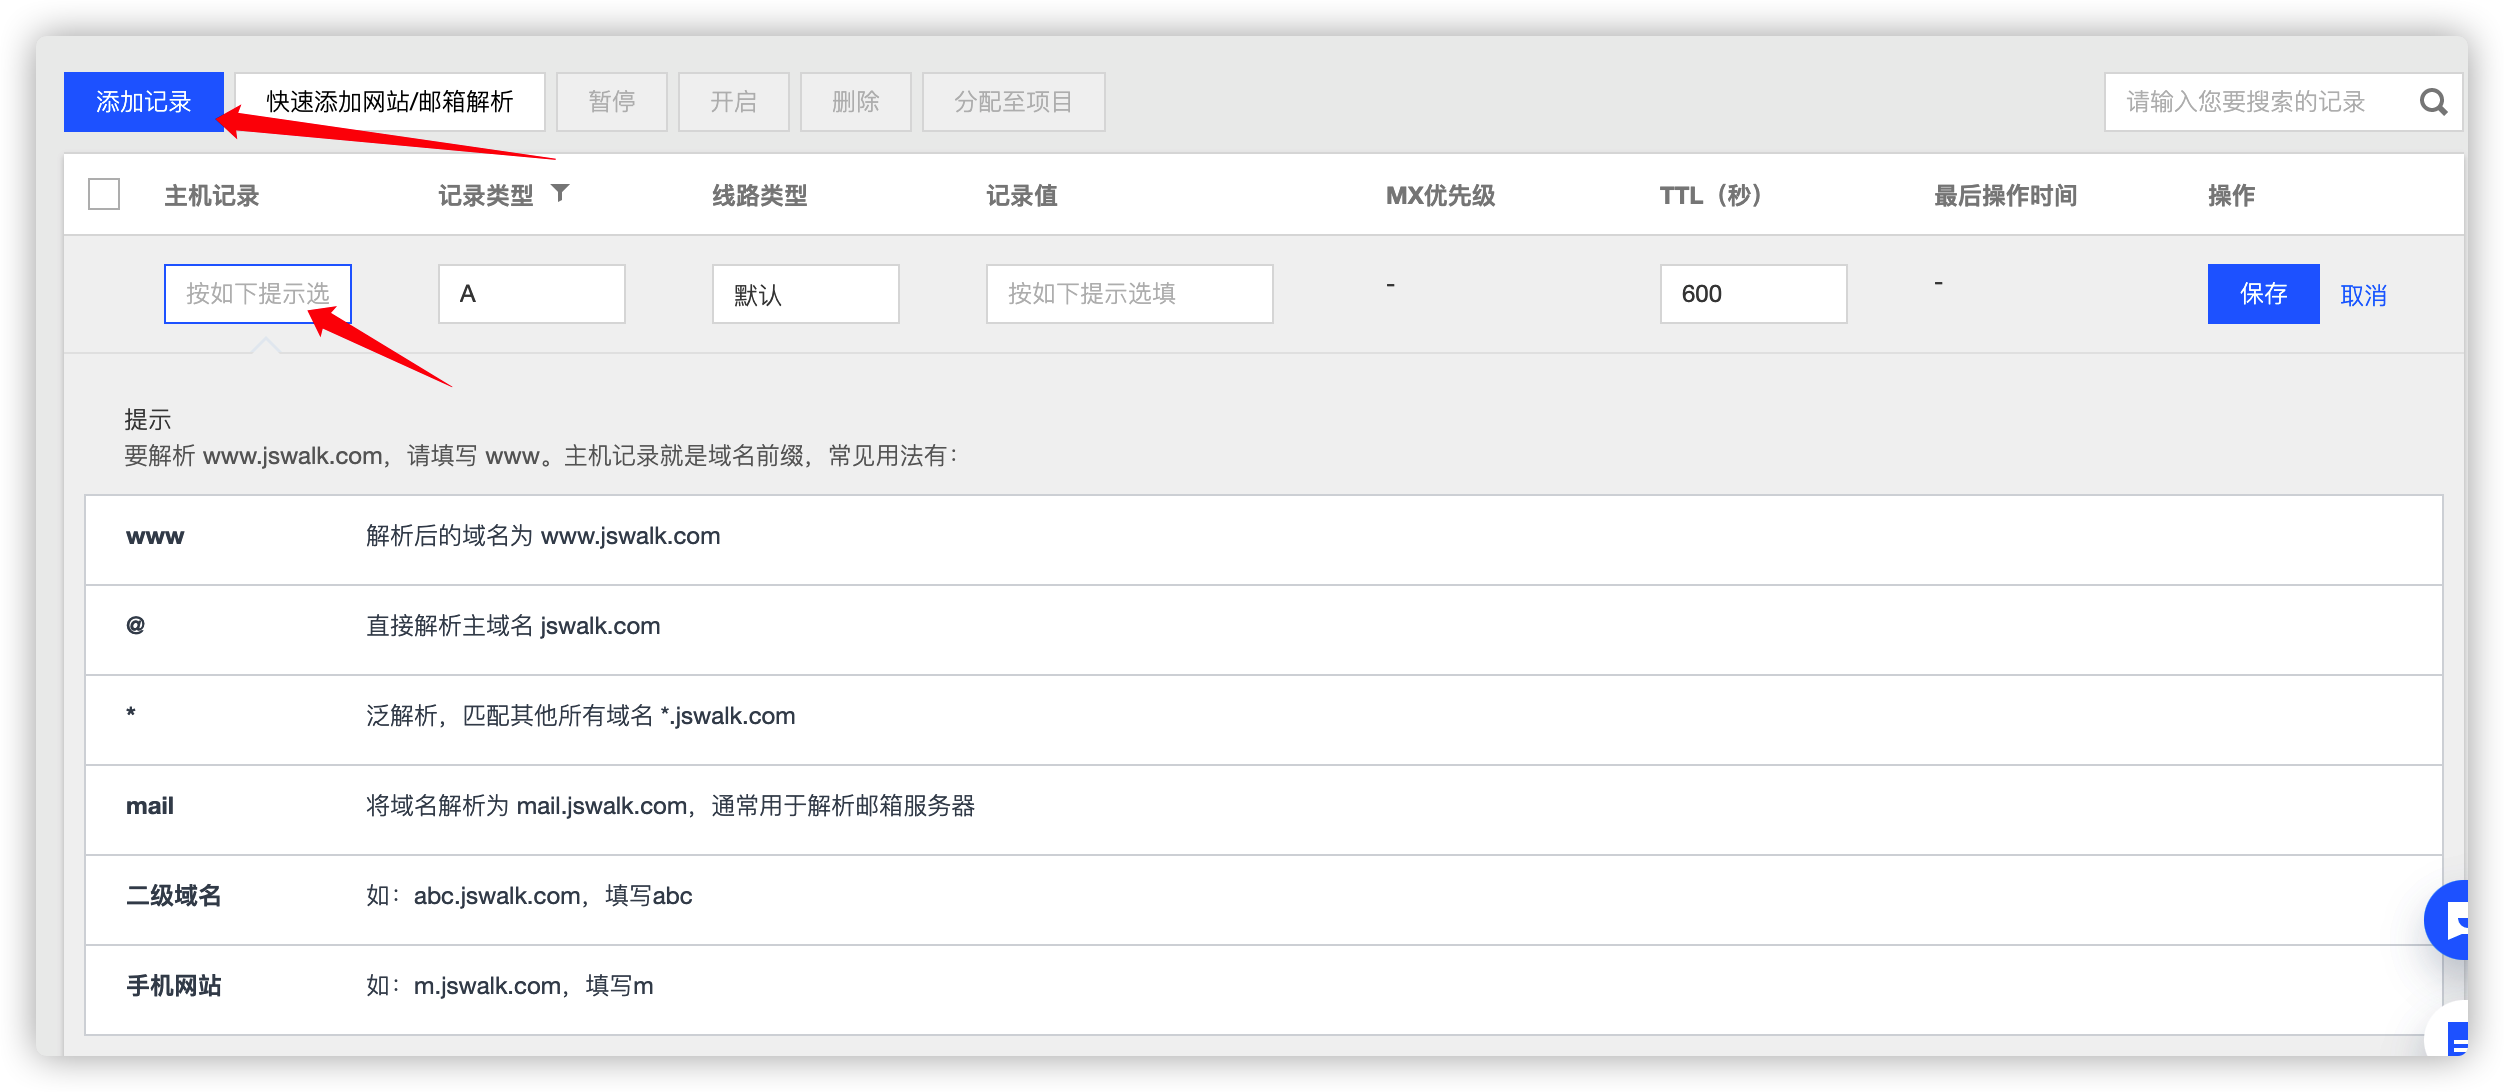 添加记录 快速添加网站/邮箱解析 暂停 开启 删除 分配至项目 请输入您要搜索的记录
主机记录 记录类型 线路类型 记录值 MX优先级 TTL（秒） 最后操作时间 操作
按如下提示选 A 默认 按如下提示选填 - 600 - 保存 取消
提示
要解析 www.jswalk.com，请填写 www。主机记录就是域名前缀，常见用法有：
www 解析后的域名为 www.jswalk.com
@ 直接解析主域名 jswalk.com
* 泛解析，匹配其他所有域名 *.jswalk.com
mail 将域名解析为 mail.jswalk.com，通常用于解析邮箱服务器
二级域名 如：abc.jswalk.com，填写abc
手机网站 如：m.jswalk.com，填写m